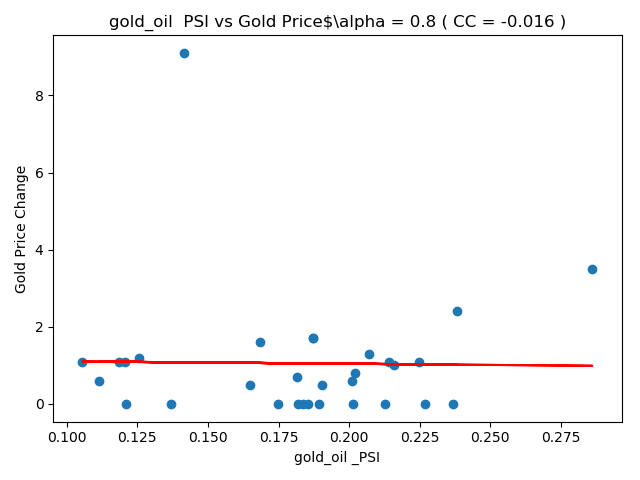 gold_oil  PSI vs Gold Price$\alpha = 0.8 ( CC = -0.016 )
8
6
4
2
0
Gold Price Change
0.100 0.125 0.150 0.175 0.200 0.225 0.250 0.275
gold_oil _PSI